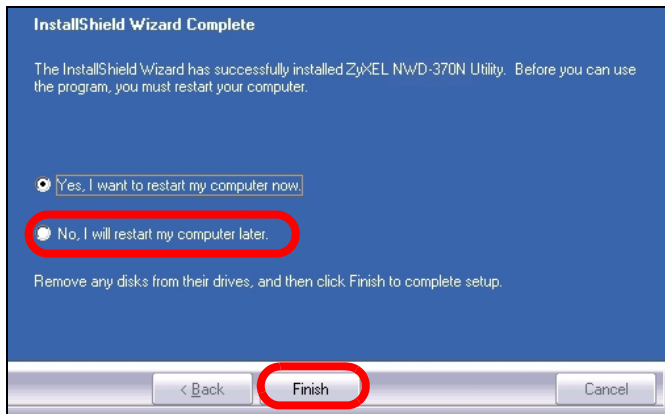 InstallShield Wizard Complete
The InstallShield Wizard has successfully installed ZyXEL NWD-370N Utility. Before you can use
the program, you must restart your computer.
Yes, I want to restart my computer now.
No, I will restart my computer later.
Remove any disks from their drives, and then click Finish to complete setup.
< Back Finish Cancel